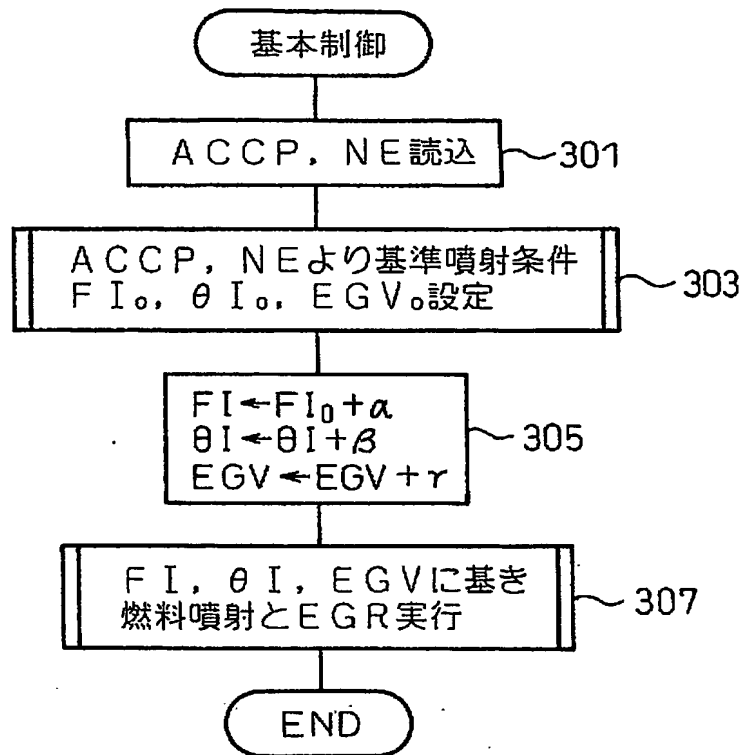 基本制御
ACCP, NE読込
301
ACCP, NEより基準噴射条件
FI₀, θI₀, EGV₀設定
303
FI←FI₀+α
θI←θI+β
EGV←EGV+γ
305
FI, θI, EGVに基き
燃料噴射とEGR実行
307
END